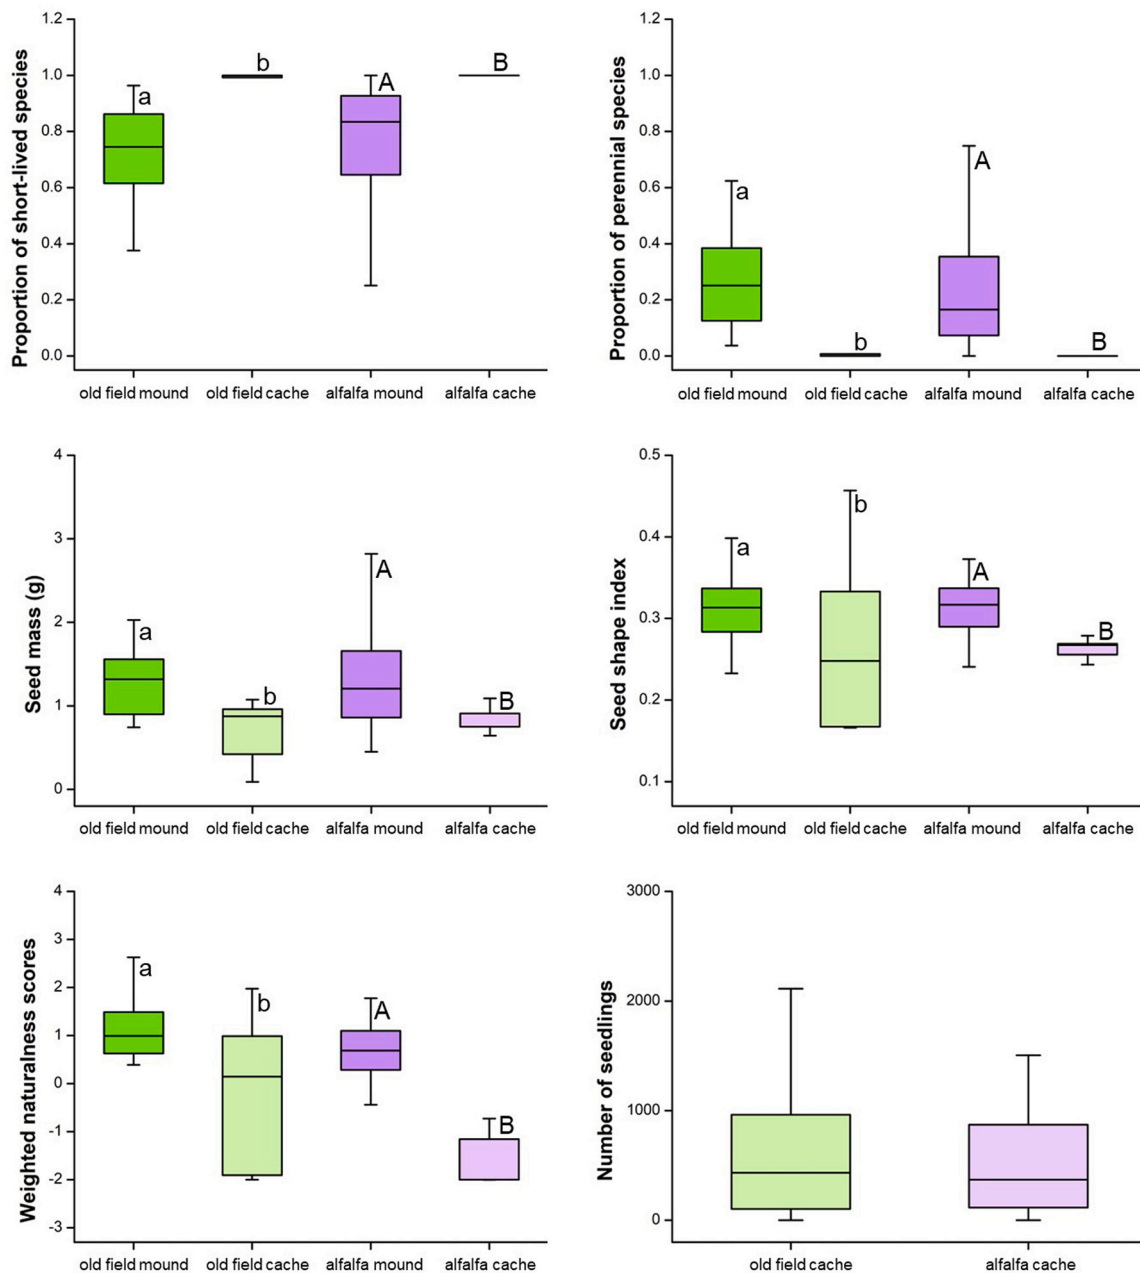 Proportion of short-lived species
1.2
1.0
0.8
0.6
0.4
0.2
0.0
a
b
A
B
old field mound old field cache alfalfa mound alfalfa cache
Proportion of perennial species
1.2
1.0
0.8
0.6
0.4
0.2
0.0
a
b
A
B
old field mound old field cache alfalfa mound alfalfa cache
Seed mass (g)
4
3
2
1
0
a
b
A
B
old field mound old field cache alfalfa mound alfalfa cache
Seed shape index
0.5
0.4
0.3
0.2
0.1
a
b
A
B
old field mound old field cache alfalfa mound alfalfa cache
Weighted naturalness scores
4
3
2
1
0
-1
-2
-3
a
b
A
B
old field mound old field cache alfalfa mound alfalfa cache
Number of seedlings
3000
2000
1000
0
old field cache alfalfa cache